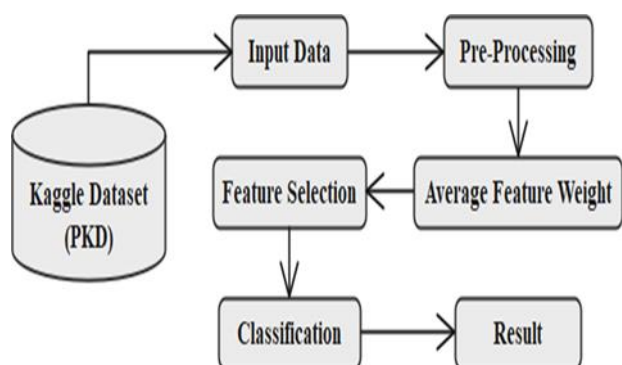 Kaggle Dataset
(PKD)
Input Data
Pre-Processing
Average Feature Weight
Feature Selection
Classification
Result